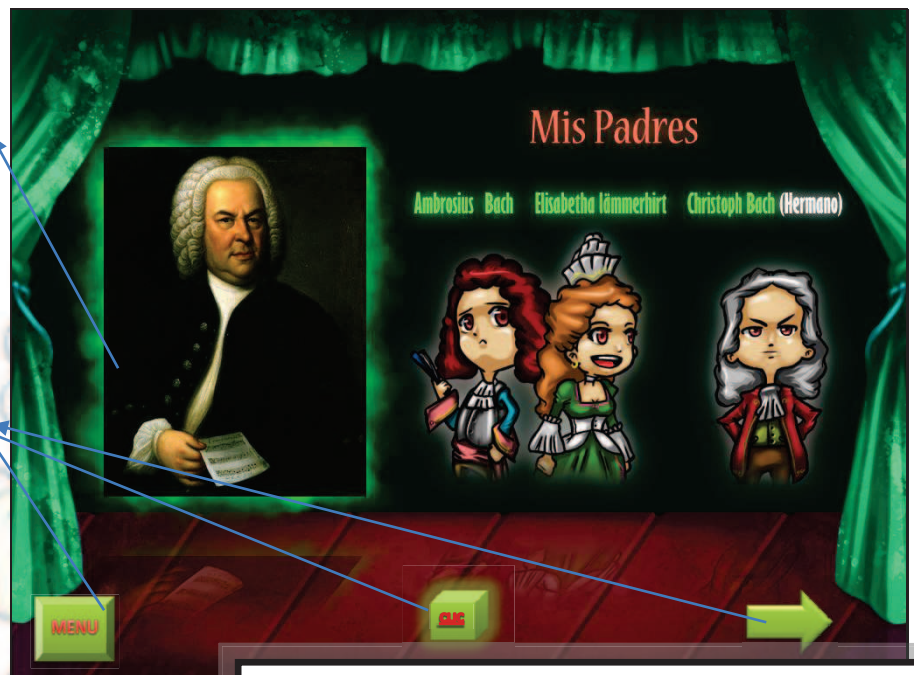 Mis Padres
Ambrosius Bach Elisabetha lämmerhirt Christoph Bach (Hermano)
MENU
CLIC